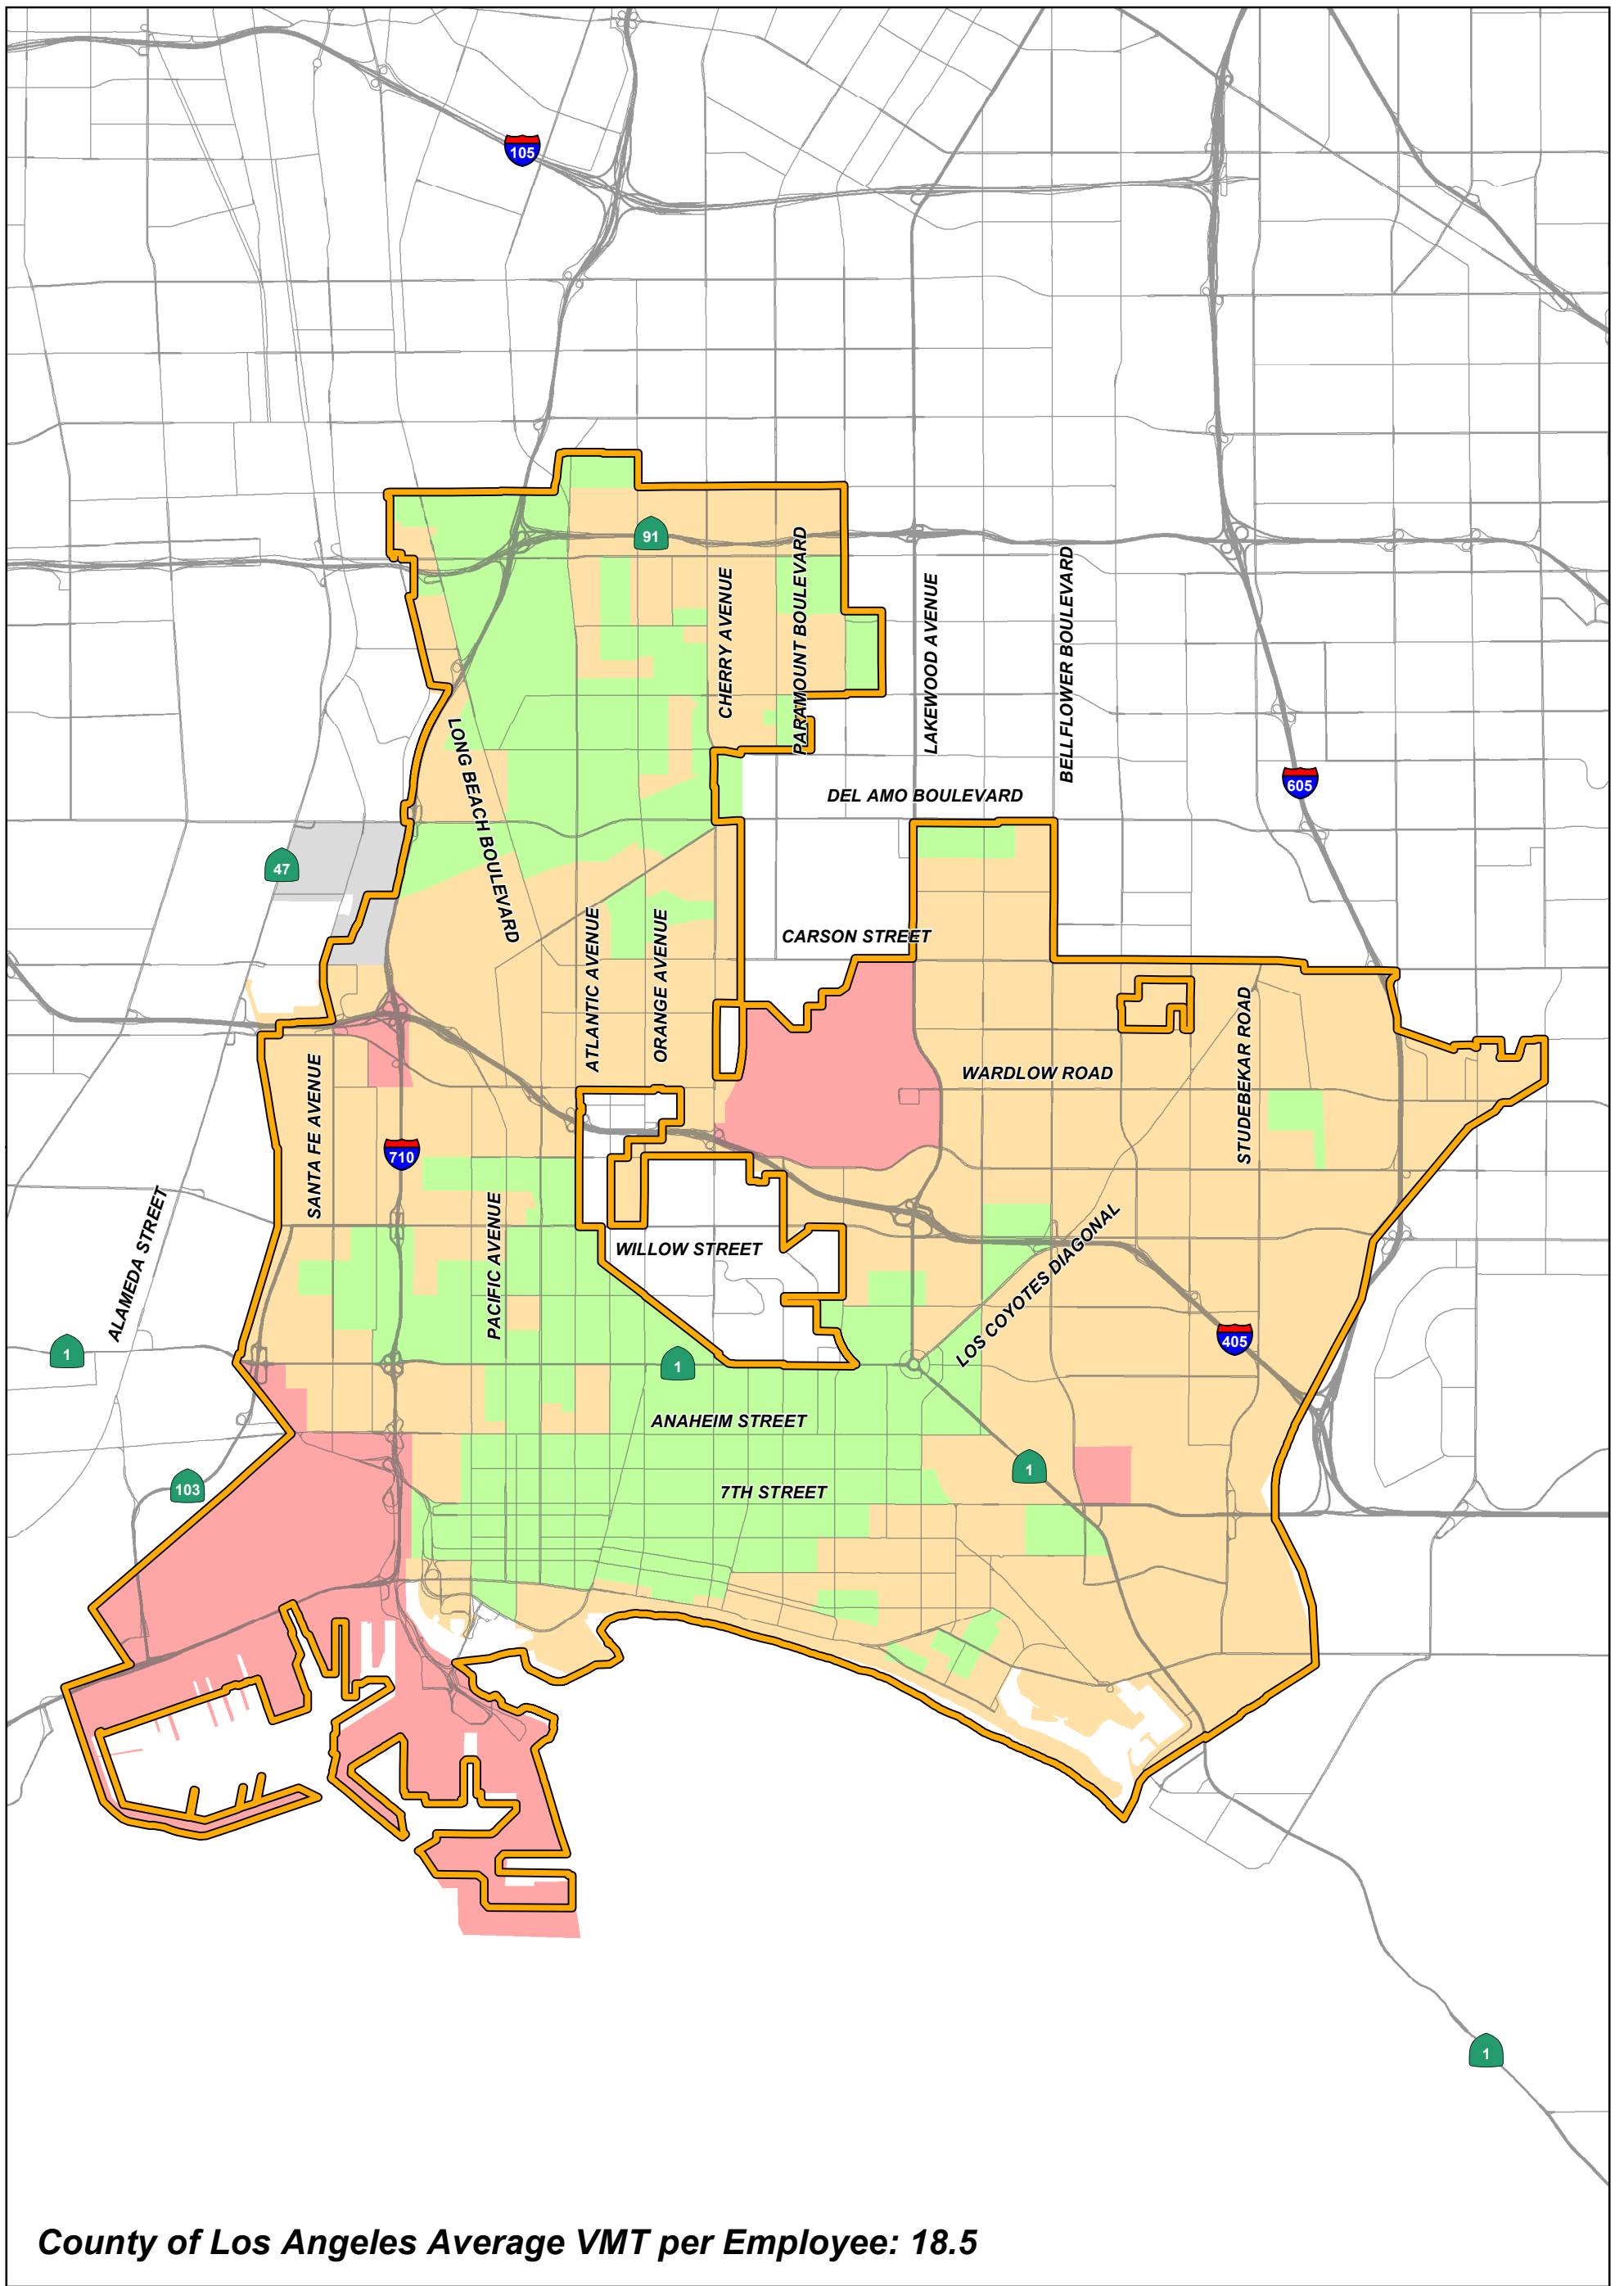 105
91
CHERRY AVENUE
PARAMOUNT BOULEVARD
LAKEWOOD AVENUE
BELLFLOWER BOULEVARD
605
LONG BEACH BOULEVARD
DEL AMO BOULEVARD
47
ATLANTIC AVENUE
ORANGE AVENUE
CARSON STREET
STUDEBEKAR ROAD
SANTA FE AVENUE
WARDLOW ROAD
710
ALAMEDA STREET
PACIFIC AVENUE
WILLOW STREET
LOS COYOTES DIAGONAL
405
1
1
ANAHEIM STREET
103
7TH STREET
1
1
County of Los Angeles Average VMT per Employee: 18.5